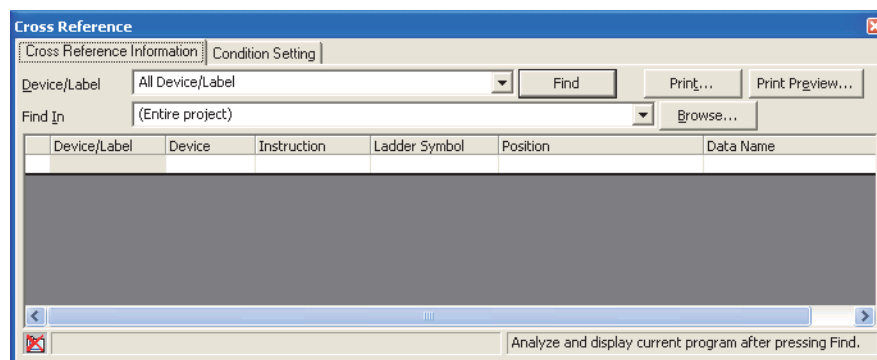 Cross Reference
Cross Reference Information Condition Setting
Device/Label All Device/Label Find Print... Print Preview...
Find In (Entire project) Browse...
Device/Label Device Instruction Ladder Symbol Position Data Name
Analyze and display current program after pressing Find.